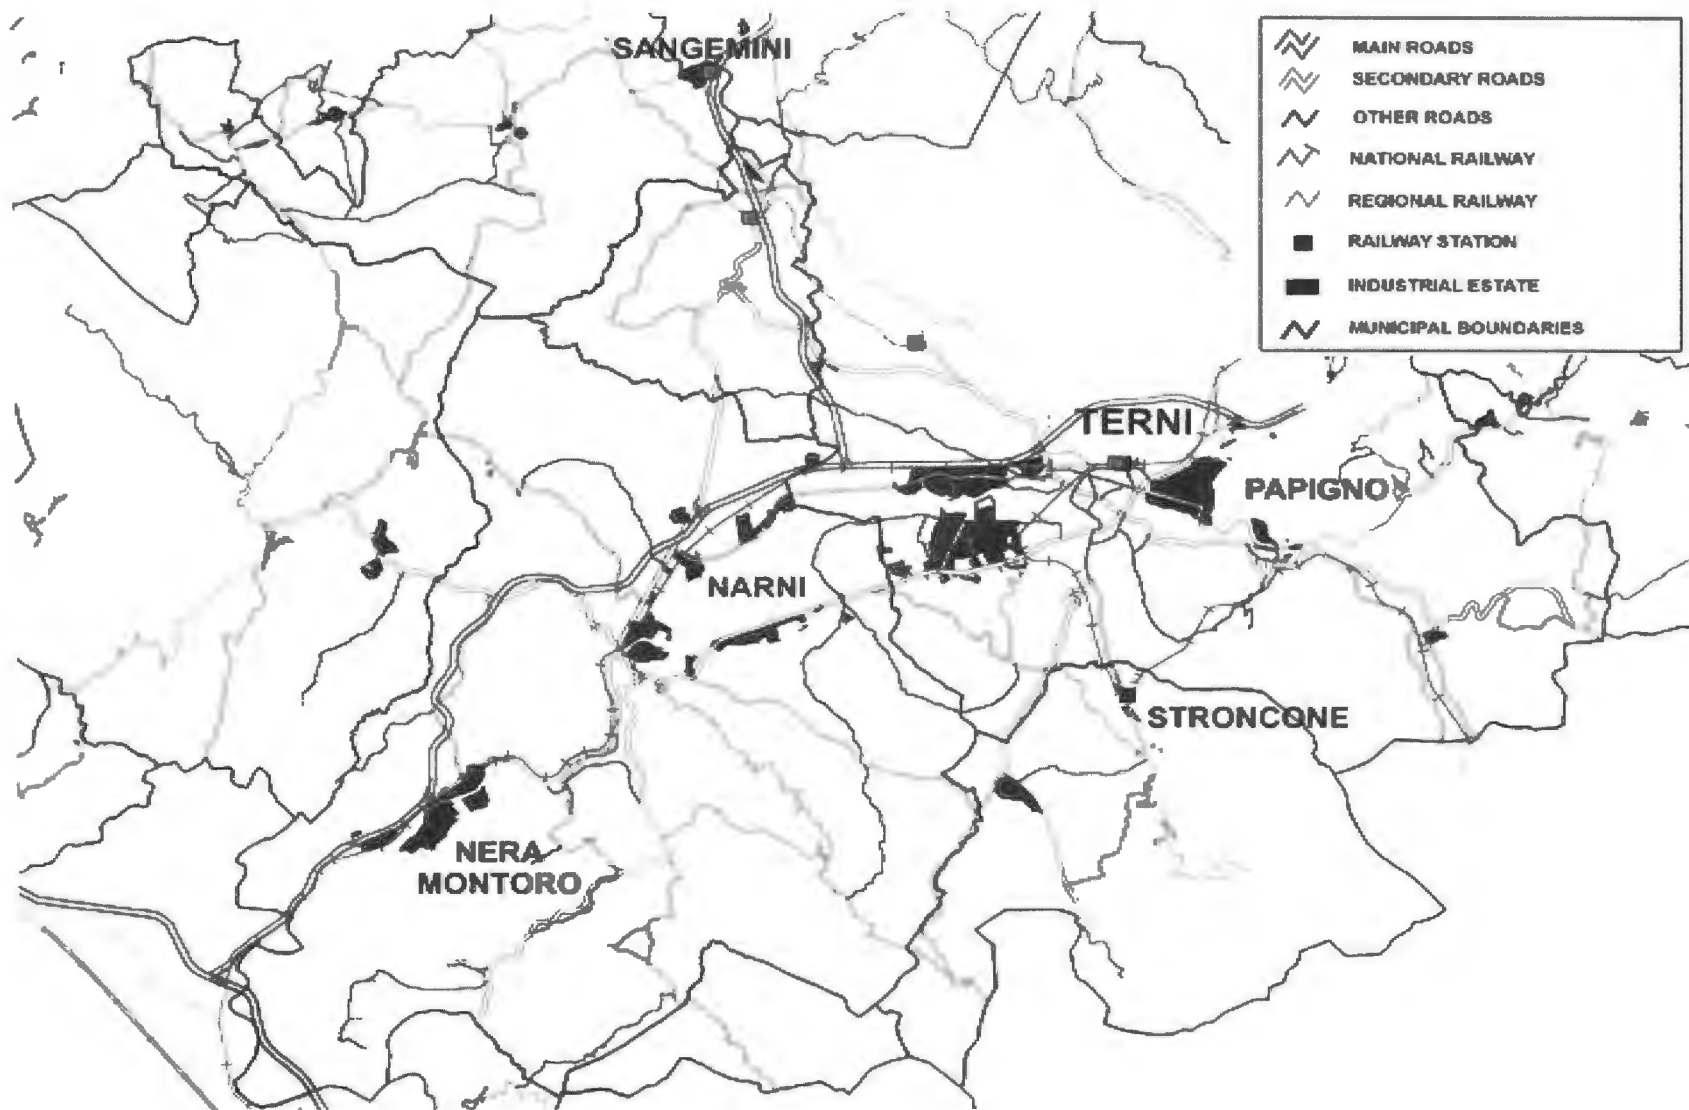 SANGEMINI
MAIN ROADS
SECONDARY ROADS
OTHER ROADS
NATIONAL RAILWAY
REGIONAL RAILWAY
RAILWAY STATION
INDUSTRIAL ESTATE
MUNICIPAL BOUNDARIES
TERNI
PAPIGNO
NARNI
STRONCONE
NERA
MONTORO